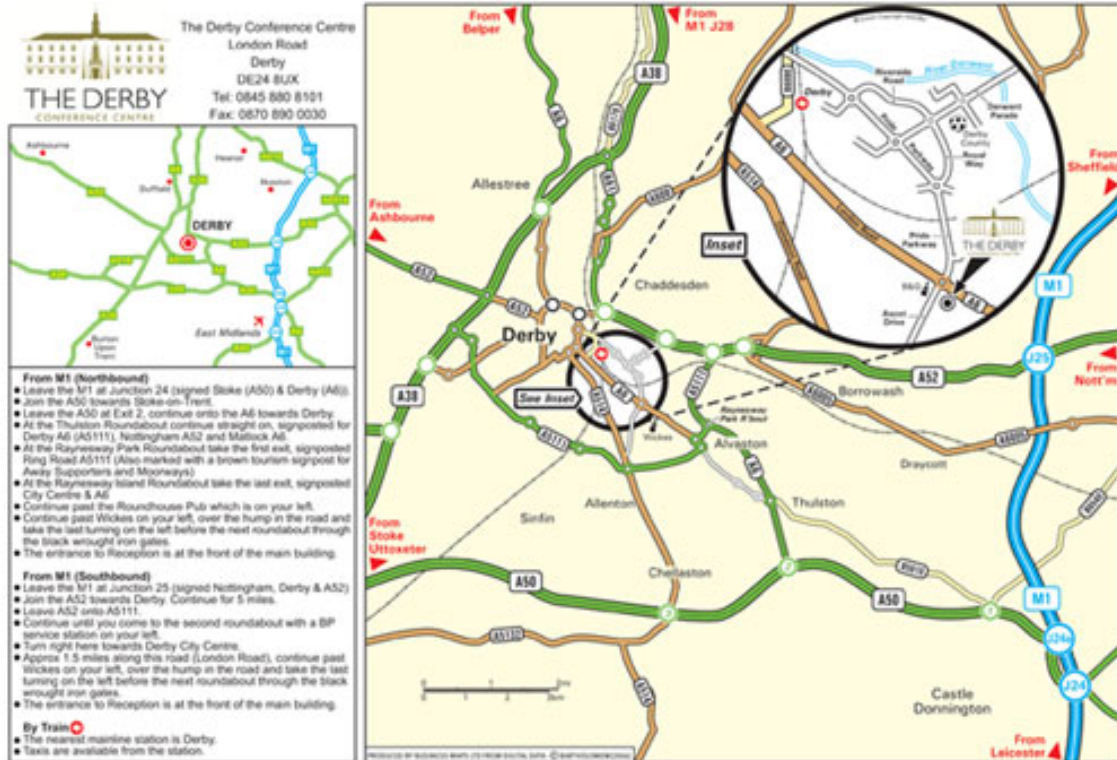 THE DERBY
CONFERENCE CENTRE
The Derby Conference Centre
London Road
Derby
DE24 8UX
Tel: 0845 880 8101
Fax: 0870 890 0030
Ashbourne
Heanor
Duffield
DERBY
East Midlands
Burton
Upon
Trent
From M1 (Northbound)
• Leave the M1 at Junction 24 (signed Stoke (A50) & Derby (A6)).
• Join the A50 towards Stoke-on-Trent.
• Leave the A50 at Exit 2, continue onto the A6 towards Derby.
• At the Thulston Roundabout continue straight on, signposted for
Derby A6 (A5111), Nottingham A52 and Matlock A6.
• At the Raynesway Park Roundabout take the first exit, signposted
Ring Road A5111 (Also marked with a brown tourism signpost for
Away Supporters and Moorways)
• At the Raynesway Island Roundabout take the last exit, signposted
City Centre & A6
• Continue past the Roundhouse Pub which is on your left.
• Continue past Wickes on your left, over the hump in the road and
take the last turning on the left before the next roundabout through
the black wrought iron gates.
• The entrance to Reception is at the front of the main building.
From M1 (Southbound)
• Leave the M1 at Junction 25 (signed Nottingham, Derby & A52)
• Join the A52 towards Derby. Continue for 5 miles.
• Leave A52 onto A5111.
• Continue until you come to the second roundabout with a BP
service station on your left.
• Turn right here towards Derby City Centre.
• Approx 1.5 miles along this road (London Road), continue past
Wickes on your left, over the hump in the road and take the last
turning on the left before the next roundabout through the black
wrought iron gates.
• The entrance to Reception is at the front of the main building.
By Train
• The nearest mainline station is Derby.
• Taxis are avaliable from the station.
From
Belper
From
M1 J28
A38
A6
A61
A608
Allestree
From
Ashbourne
A52
A52
Chaddesden
Derby
A38
See Inset
A6
A514
A5111
A5111
Wickes
Raynesway
Park R'bout
Alvaston
A6
Borrowash
A52
A6005
A6005
Draycott
Thulston
Allenton
Sinfin
From
Stoke
Uttoxeter
Chellaston
A50
A50
A5132
A514
Castle
Donnington
From
Leicester
From
Sheffield
M1
J25
From
Nott'm
M1
J24a
J24
Inset
Derby
Riverside
Road
River Derwent
Derwent
Parade
Derby
County
Royal
Way
Pride
Parkway
A6
A514
Pride
Parkway
THE DERBY
B&Q
Ascot
Drive
A6